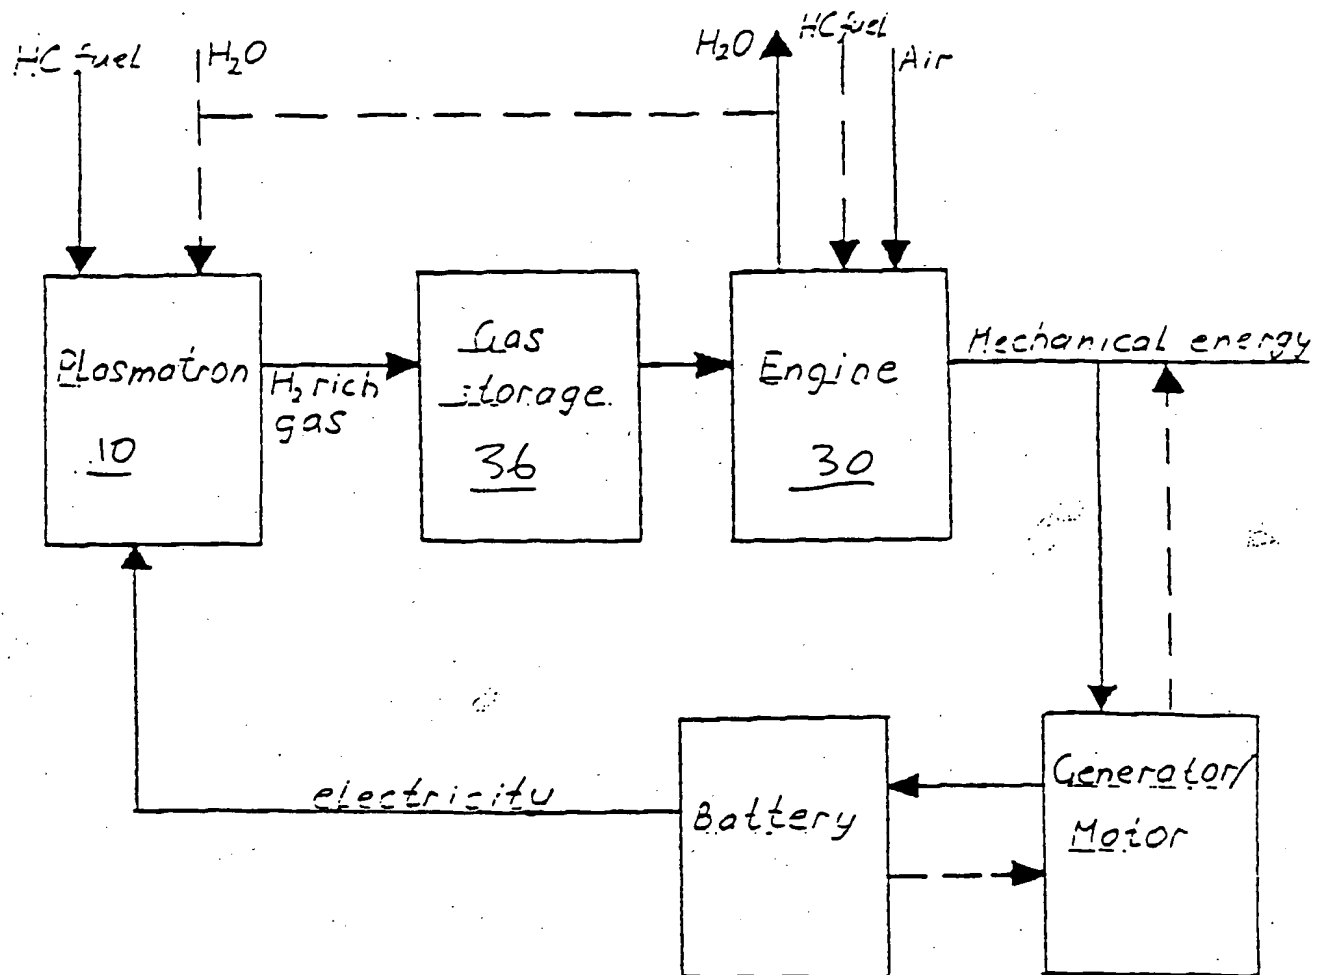 HC fuel
H₂O
H₂O
HC fuel
Air
Plasmatron
10
H₂ rich
gas
Gas
storage
36
Engine
30
Mechanical energy
electricity
Battery
Generator/
Motor